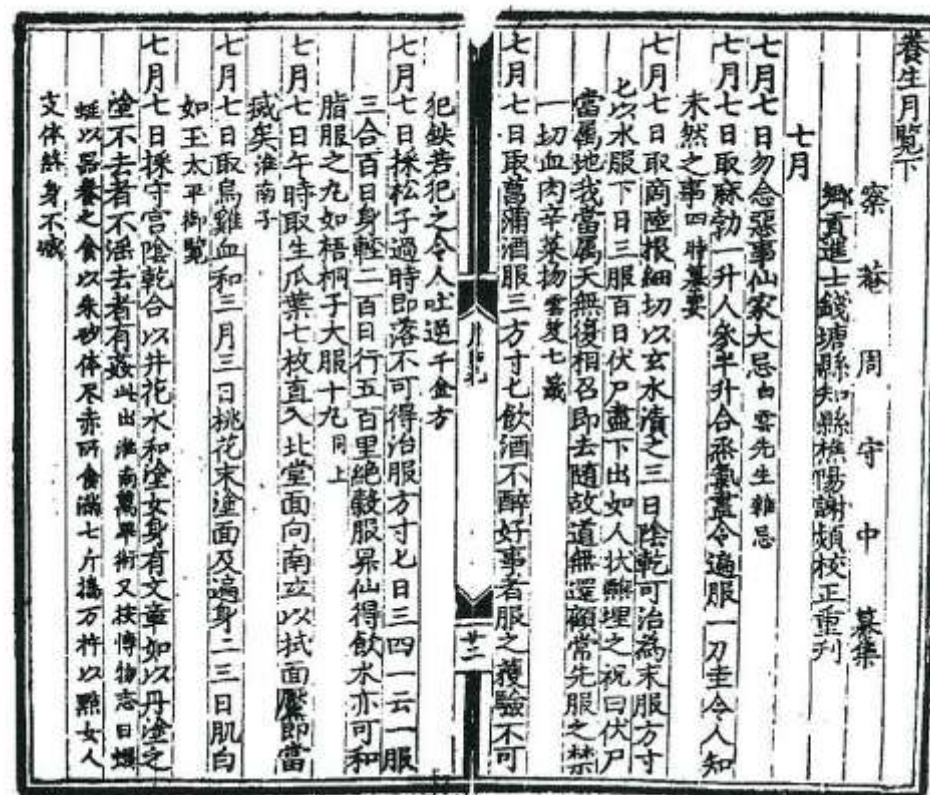 養生月覽下
寀菴周守中纂集
鄉貢進士錢塘縣知縣樵陽謝熲校正重刊
七月
七月七日勿念惡事仙家大忌白雲先生雜忌
七月七日取麻勃一升人參半升合蒸氣盡令遍服一刀圭令人知
未然之事四時纂要
七月七日取商陸根細切以玄水漬之三日陰乾可治為末服方寸
匕以水服下日三服百日伏尸盡下出如人狀醮埋之祝曰伏尸
當属地我當属天無復相召即去隨故道無還顧常先服之禁
一切血肉辛菜物雲笈七籤
七月七日取菖蒲酒服三方寸匕飲酒不醉好事者服之獲驗不可
犯鉄若犯之令人吐逆千金方
七月七日採松子過時即落不可得治服方寸匕日三四一云一服
三合百日身輕二百日行五百里絕穀服昇仙得飲水亦可和
脂服之丸如梧桐子大服十丸同上
七月七日午時取生瓜葉七枚直入北堂面向南立以拭面黶即當
滅矣淮南子
七月七日取烏雞血和三月三日桃花末塗面及遍身二三日肌白
如玉太平御覽
七月七日採守宮陰乾合以井花水和塗女身有文章如以丹塗之
塗不去者不淫去者有姦此出淮南萬畢術又按博物志曰蝘
蜓以器養之食以朱砂体尽赤所食滿七斤搗万杵以點女人
支体終身不滅
月覽
廿二